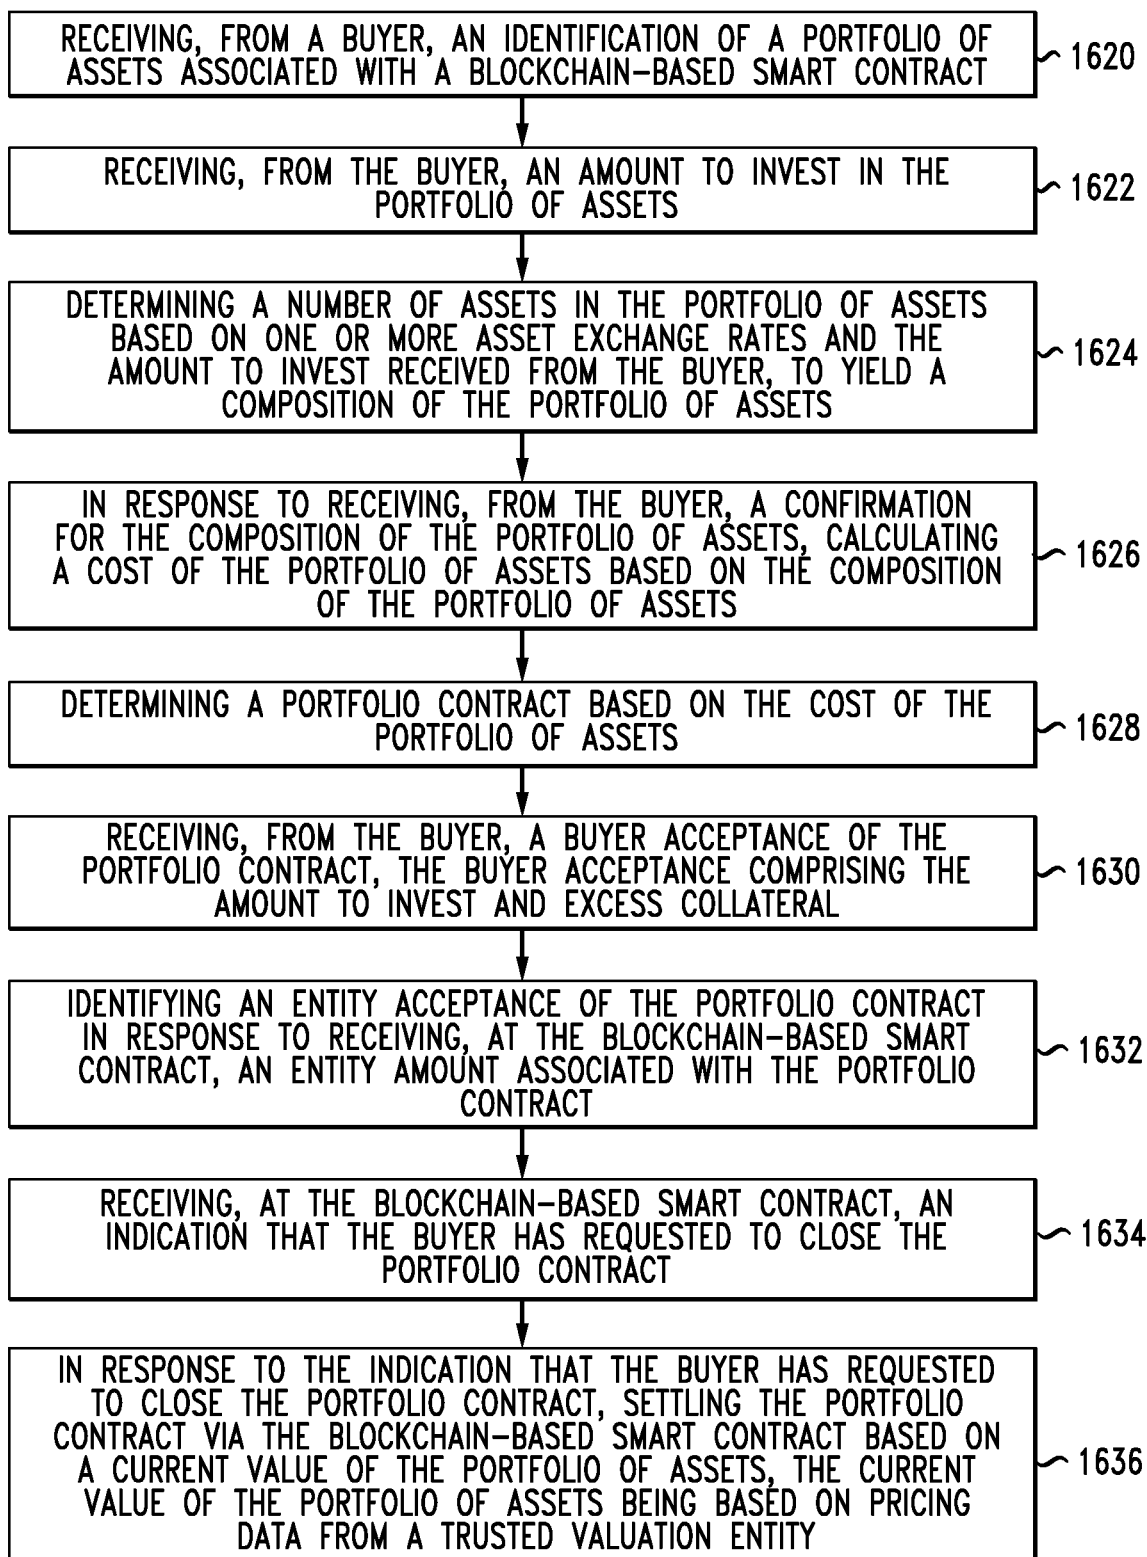 RECEIVING, FROM A BUYER, AN IDENTIFICATION OF A PORTFOLIO OF
ASSETS ASSOCIATED WITH A BLOCKCHAIN-BASED SMART CONTRACT
1620
RECEIVING, FROM THE BUYER, AN AMOUNT TO INVEST IN THE
PORTFOLIO OF ASSETS
1622
DETERMINING A NUMBER OF ASSETS IN THE PORTFOLIO OF ASSETS
BASED ON ONE OR MORE ASSET EXCHANGE RATES AND THE
AMOUNT TO INVEST RECEIVED FROM THE BUYER, TO YIELD A
COMPOSITION OF THE PORTFOLIO OF ASSETS
1624
IN RESPONSE TO RECEIVING, FROM THE BUYER, A CONFIRMATION
FOR THE COMPOSITION OF THE PORTFOLIO OF ASSETS, CALCULATING
A COST OF THE PORTFOLIO OF ASSETS BASED ON THE COMPOSITION
OF THE PORTFOLIO OF ASSETS
1626
DETERMINING A PORTFOLIO CONTRACT BASED ON THE COST OF THE
PORTFOLIO OF ASSETS
1628
RECEIVING, FROM THE BUYER, A BUYER ACCEPTANCE OF THE
PORTFOLIO CONTRACT, THE BUYER ACCEPTANCE COMPRISING THE
AMOUNT TO INVEST AND EXCESS COLLATERAL
1630
IDENTIFYING AN ENTITY ACCEPTANCE OF THE PORTFOLIO CONTRACT
IN RESPONSE TO RECEIVING, AT THE BLOCKCHAIN-BASED SMART
CONTRACT, AN ENTITY AMOUNT ASSOCIATED WITH THE PORTFOLIO
CONTRACT
1632
RECEIVING, AT THE BLOCKCHAIN-BASED SMART CONTRACT, AN
INDICATION THAT THE BUYER HAS REQUESTED TO CLOSE THE
PORTFOLIO CONTRACT
1634
IN RESPONSE TO THE INDICATION THAT THE BUYER HAS REQUESTED
TO CLOSE THE PORTFOLIO CONTRACT, SETTLING THE PORTFOLIO
CONTRACT VIA THE BLOCKCHAIN-BASED SMART CONTRACT BASED ON
A CURRENT VALUE OF THE PORTFOLIO OF ASSETS, THE CURRENT
VALUE OF THE PORTFOLIO OF ASSETS BEING BASED ON PRICING
DATA FROM A TRUSTED VALUATION ENTITY
1636